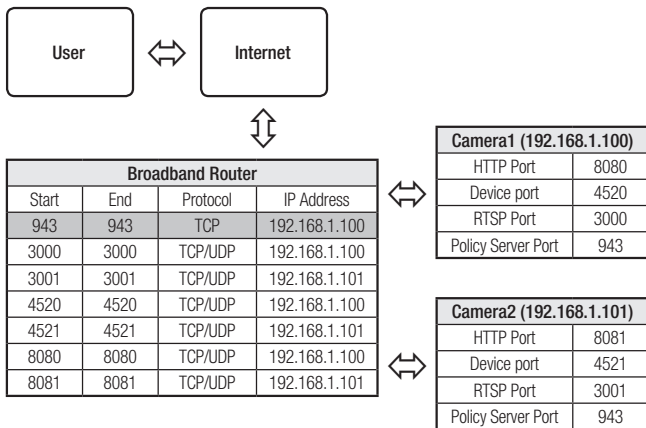 User
Internet
Broadband Router
Start End Protocol IP Address
943 943 TCP 192.168.1.100
3000 3000 TCP/UDP 192.168.1.100
3001 3001 TCP/UDP 192.168.1.101
4520 4520 TCP/UDP 192.168.1.100
4521 4521 TCP/UDP 192.168.1.101
8080 8080 TCP/UDP 192.168.1.100
8081 8081 TCP/UDP 192.168.1.101
Camera1 (192.168.1.100)
HTTP Port 8080
Device port 4520
RTSP Port 3000
Policy Server Port 943
Camera2 (192.168.1.101)
HTTP Port 8081
Device port 4521
RTSP Port 3001
Policy Server Port 943